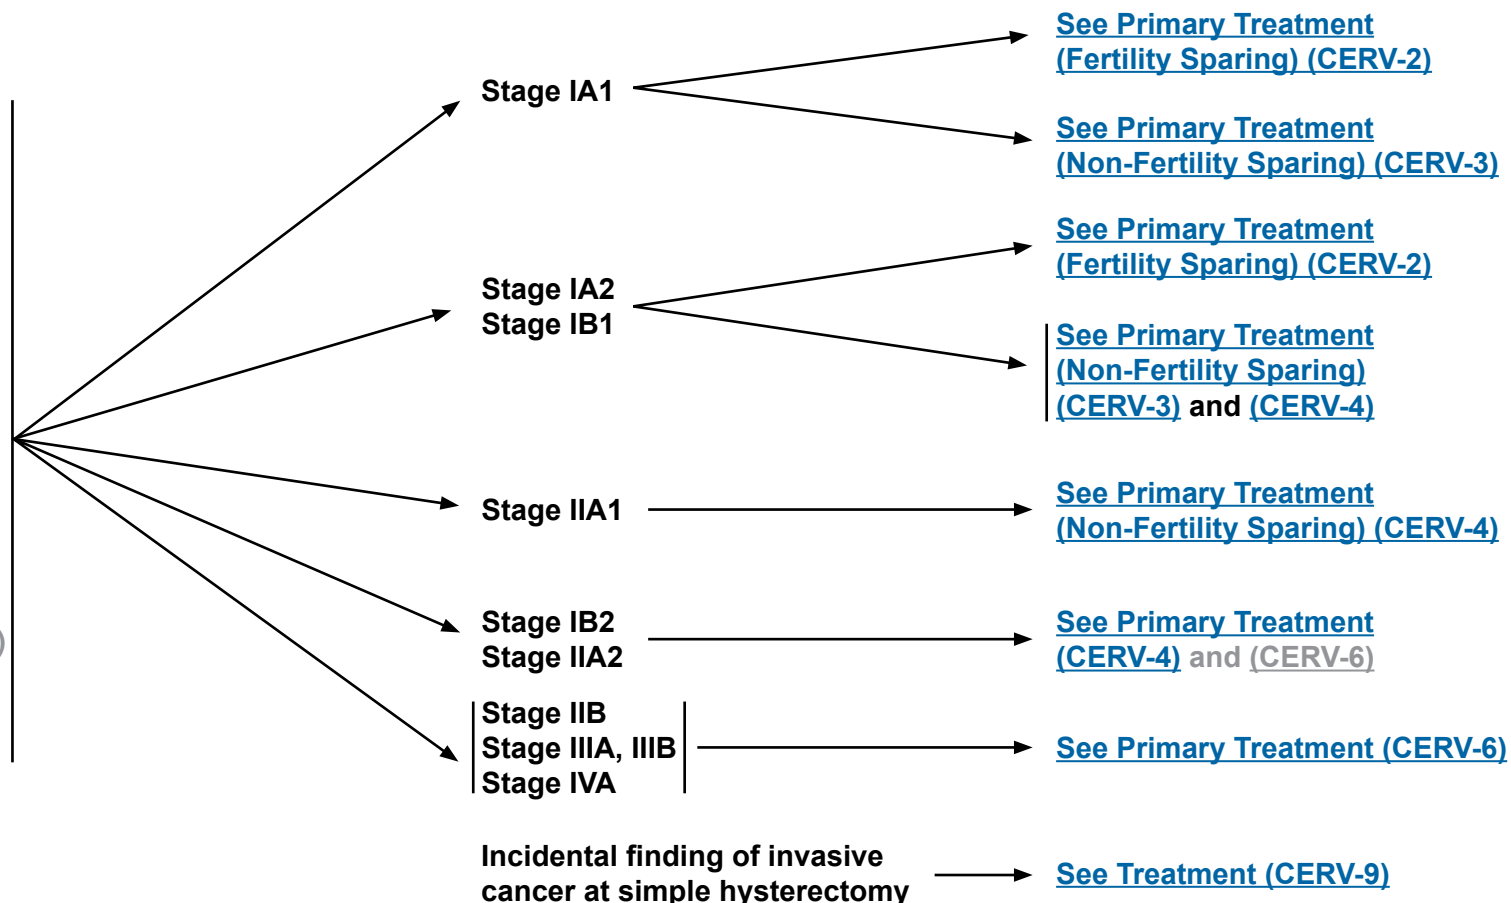 Stage IA1
See Primary Treatment
(Fertility Sparing) (CERV-2)
See Primary Treatment
(Non-Fertility Sparing) (CERV-3)
Stage IA2
Stage IB1
See Primary Treatment
(Fertility Sparing) (CERV-2)
See Primary Treatment
(Non-Fertility Sparing)
(CERV-3) and (CERV-4)
Stage IIA1
See Primary Treatment
(Non-Fertility Sparing) (CERV-4)
)
Stage IB2
Stage IIA2
See Primary Treatment
(CERV-4) and (CERV-6)
Stage IIB
Stage IIIA, IIIB
Stage IVA
See Primary Treatment (CERV-6)
Incidental finding of invasive
cancer at simple hysterectomy
See Treatment (CERV-9)